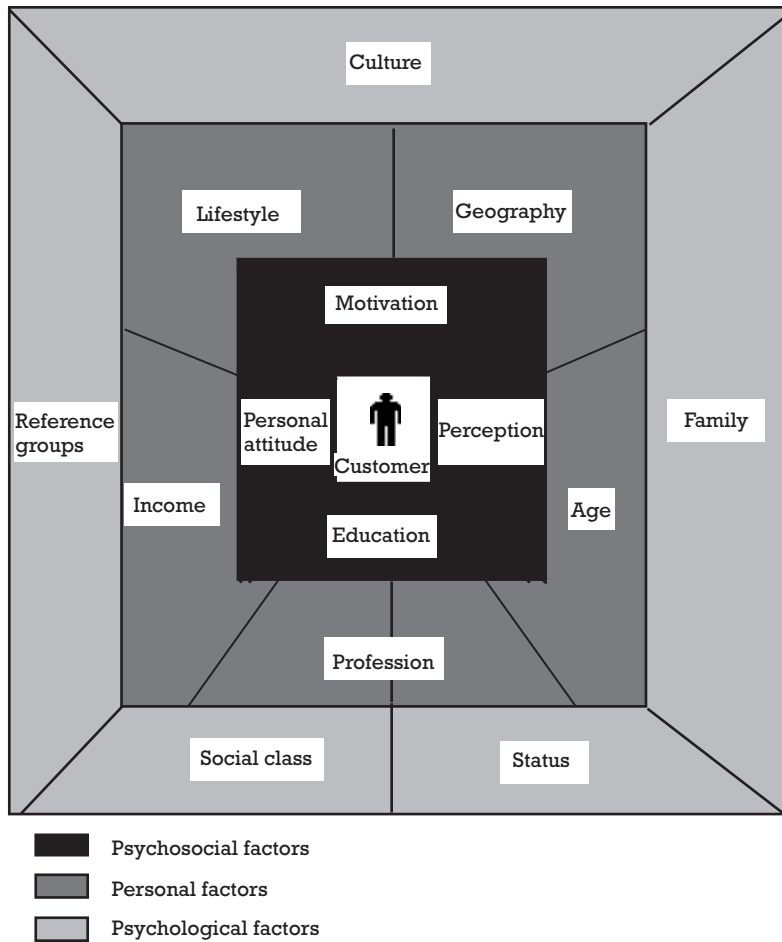 Culture
Lifestyle
Geography
Motivation
Reference
groups
Personal
attitude
Customer
Perception
Family
Income
Age
Education
Profession
Social class
Status
Psychosocial factors
Personal factors
Psychological factors